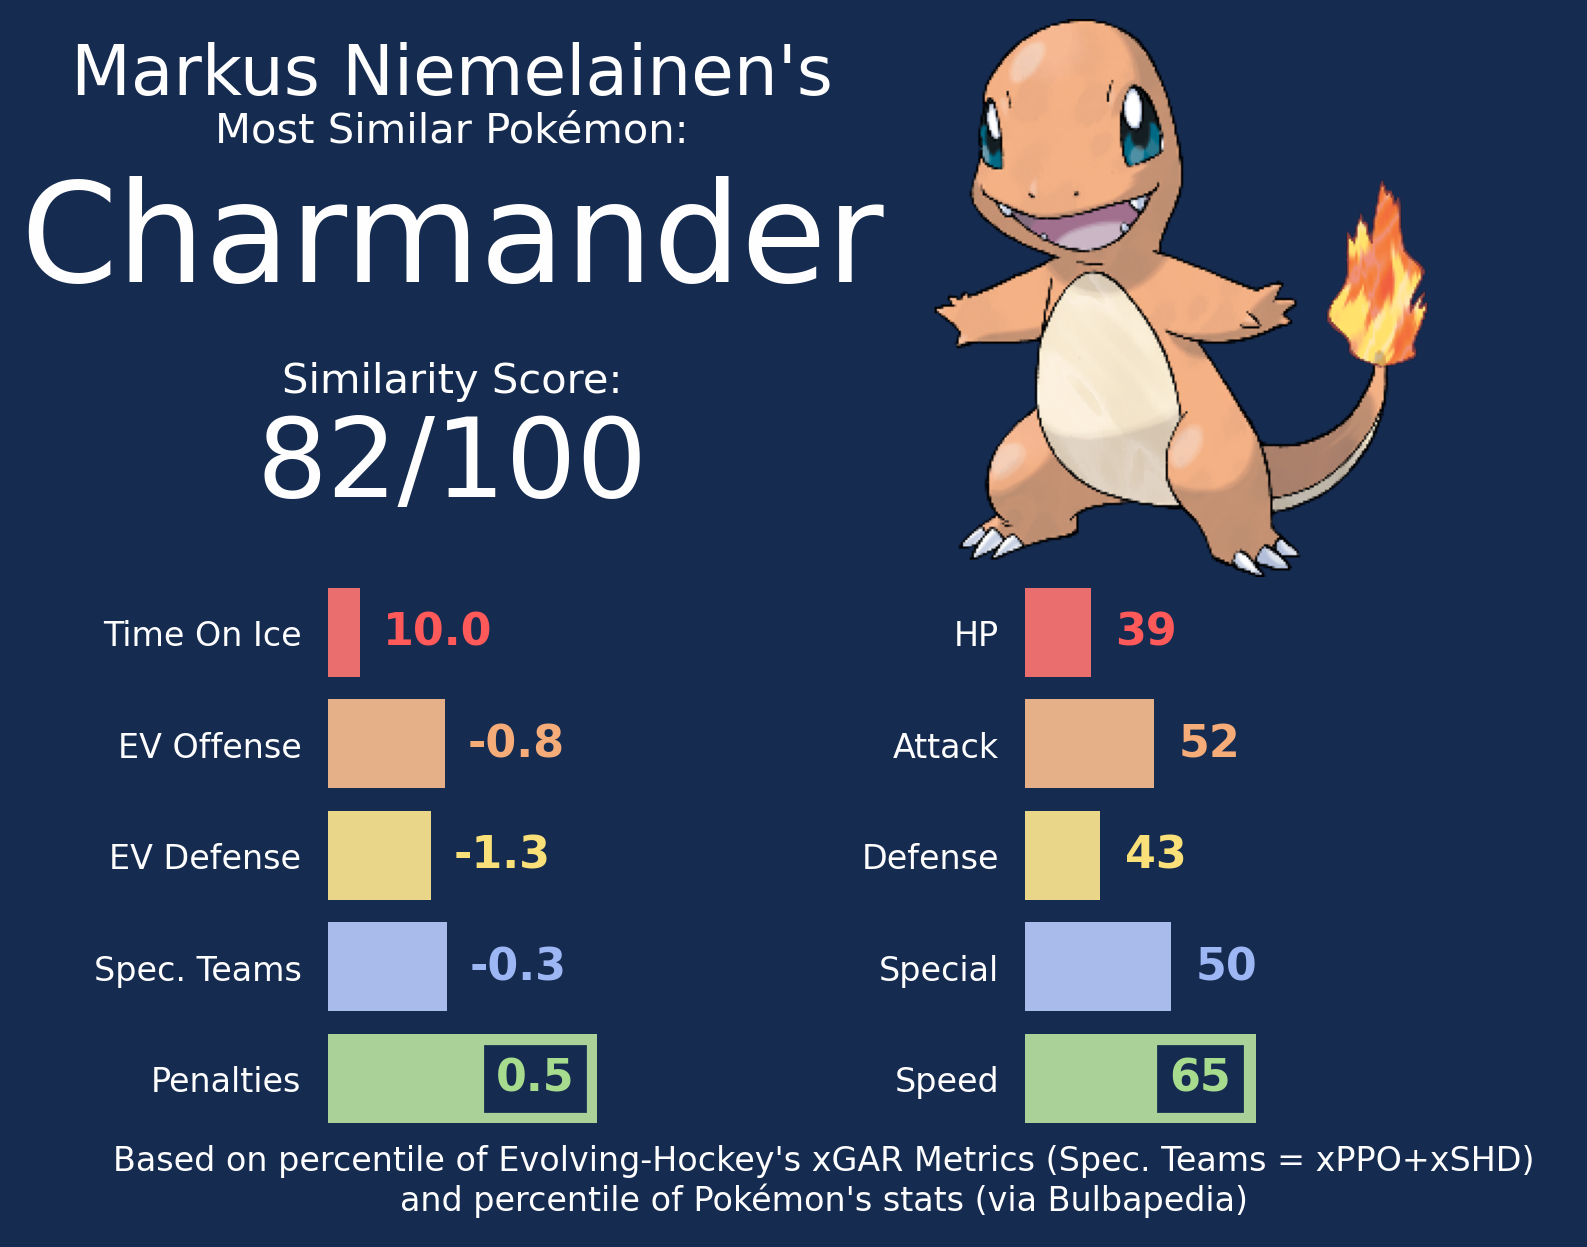 Markus Niemelainen's
Most Similar Pokémon:
Charmander
Similarity Score:
82/100
Time On Ice 10.0
EV Offense -0.8
EV Defense -1.3
Spec. Teams -0.3
Penalties 0.5
HP 39
Attack 52
Defense 43
Special 50
Speed 65
Based on percentile of Evolving-Hockey's xGAR Metrics (Spec. Teams = xPPO+xSHD)
and percentile of Pokémon's stats (via Bulbapedia)